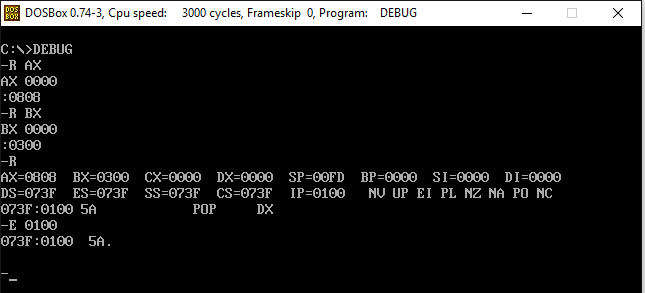 DOSBox 0.74-3, Cpu speed: 3000 cycles, Frameskip 0, Program: DEBUG
DOS
BOX
C:\>DEBUG
-R AX
AX 0000
:0808
-R BX
BX 0000
:0300
-R
AX=0808 BX=0300 CX=0000 DX=0000 SP=00FD BP=0000 SI=0000 DI=0000
DS=073F ES=073F SS=073F CS=073F IP=0100 NV UP EI PL NZ NA PO NC
073F:0100 5A POP DX
-E 0100
073F:0100 5A.
-_